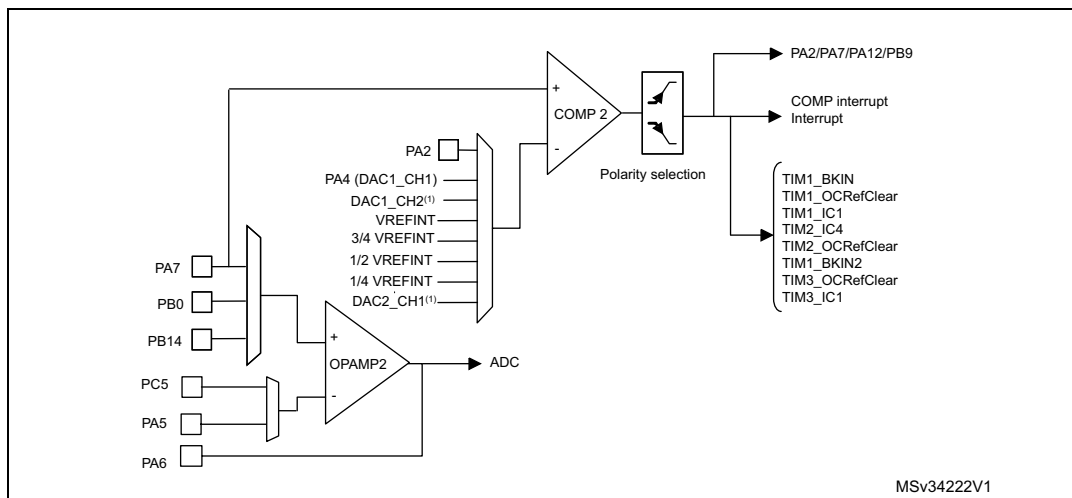 PA2/PA7/PA12/PB9
+
COMP 2
-
COMP interrupt
Interrupt
Polarity selection
PA2
PA4 (DAC1_CH1)
DAC1_CH2(1)
VREFINT
3/4 VREFINT
1/2 VREFINT
1/4 VREFINT
DAC2_CH1(1)
TIM1_BKIN
TIM1_OCRefClear
TIM1_IC1
TIM2_IC4
TIM2_OCRefClear
TIM1_BKIN2
TIM3_OCRefClear
TIM3_IC1
PA7
PB0
PB14
+
OPAMP2
-
ADC
PC5
PA5
PA6
MSv34222V1